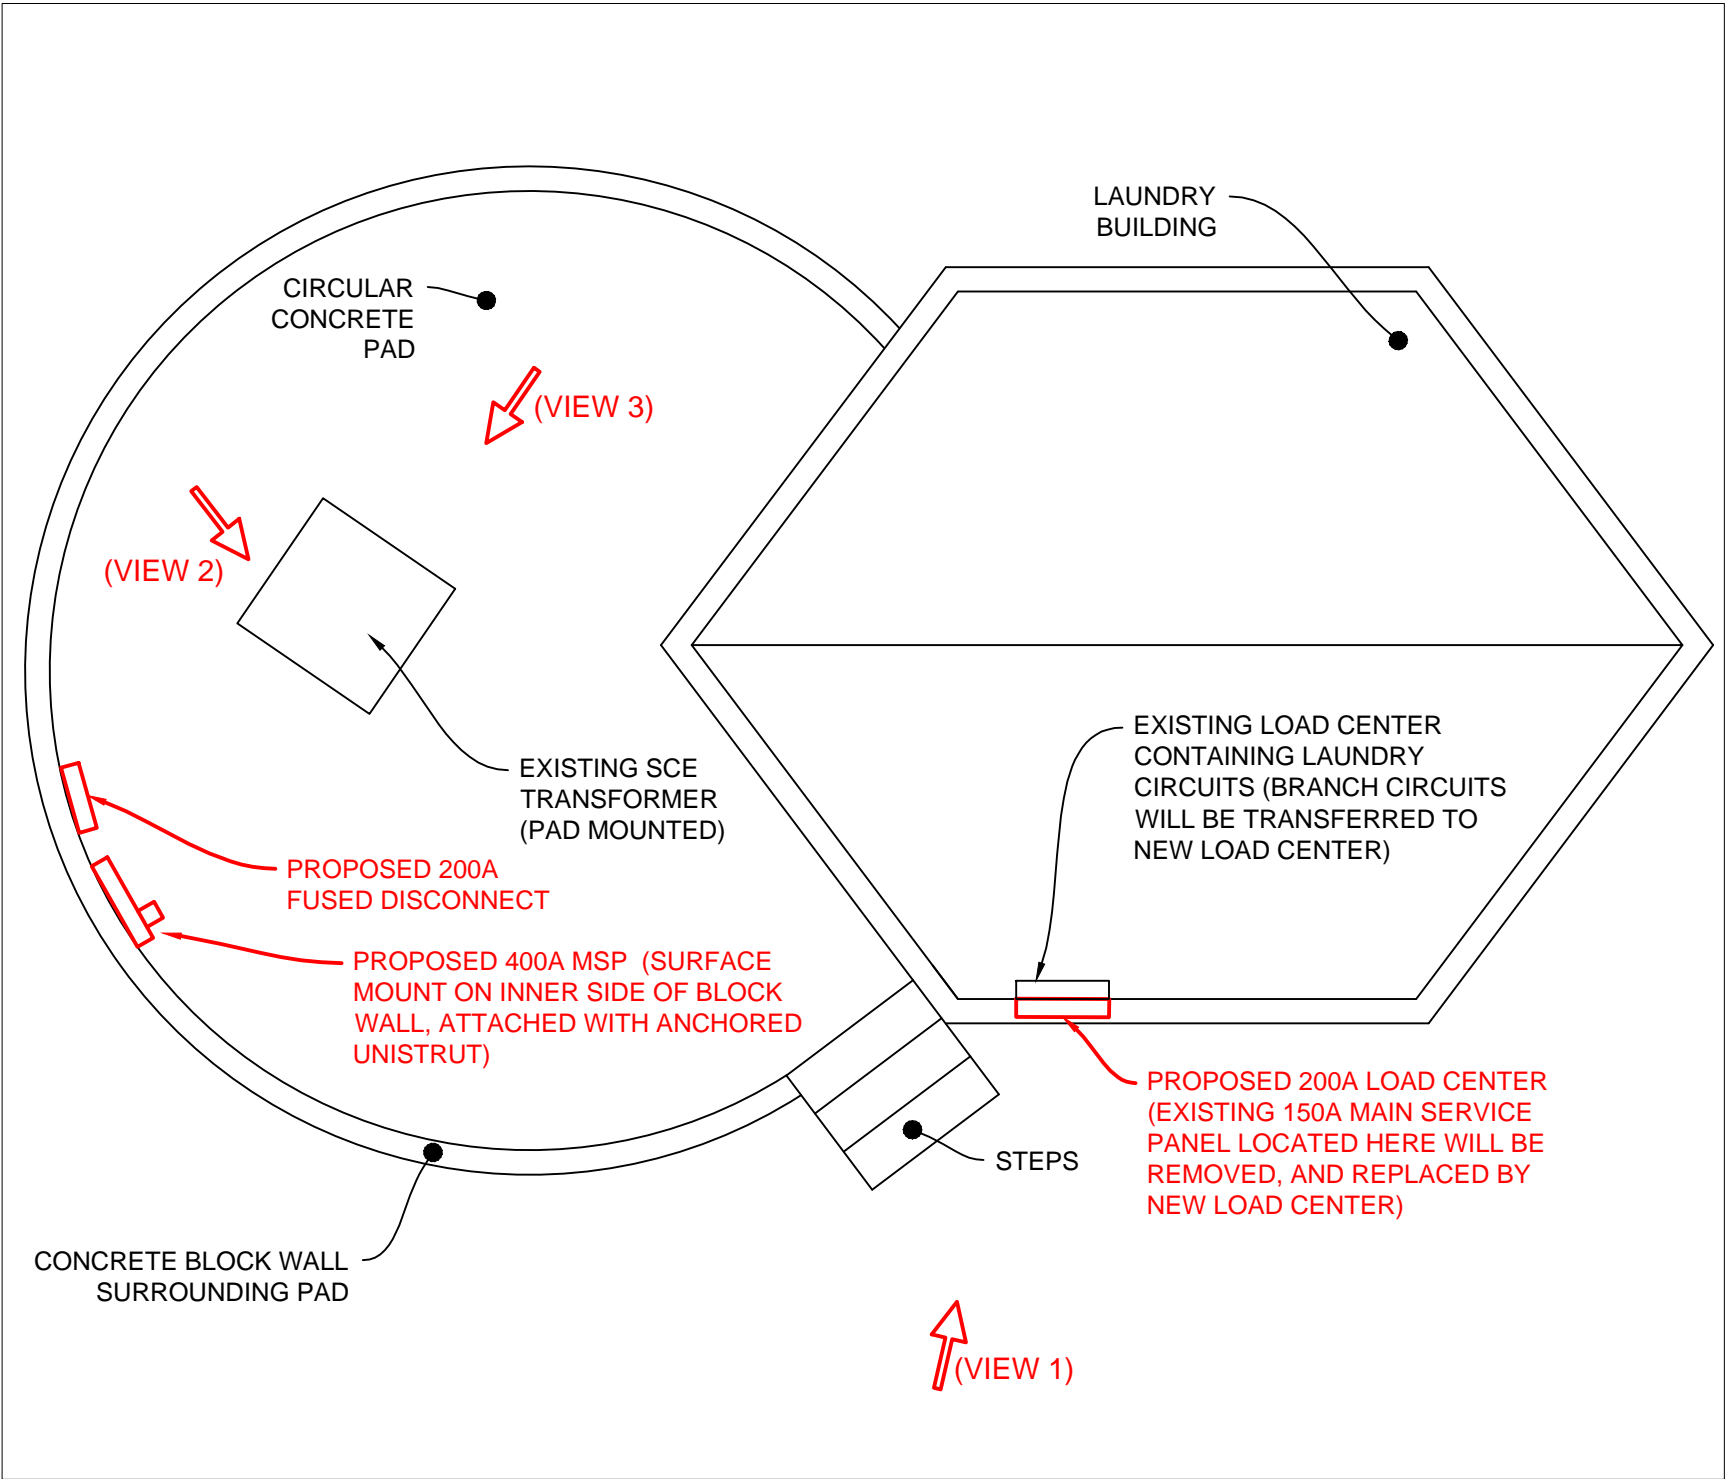 LAUNDRY
BUILDING
CIRCULAR
CONCRETE
PAD
(VIEW 3)
(VIEW 2)
EXISTING SCE
TRANSFORMER
(PAD MOUNTED)
EXISTING LOAD CENTER
CONTAINING LAUNDRY
CIRCUITS (BRANCH CIRCUITS
WILL BE TRANSFERRED TO
NEW LOAD CENTER)
PROPOSED 200A
FUSED DISCONNECT
PROPOSED 400A MSP (SURFACE
MOUNT ON INNER SIDE OF BLOCK
WALL, ATTACHED WITH ANCHORED
UNISTRUT)
PROPOSED 200A LOAD CENTER
(EXISTING 150A MAIN SERVICE
PANEL LOCATED HERE WILL BE
REMOVED, AND REPLACED BY
NEW LOAD CENTER)
STEPS
CONCRETE BLOCK WALL
SURROUNDING PAD
(VIEW 1)